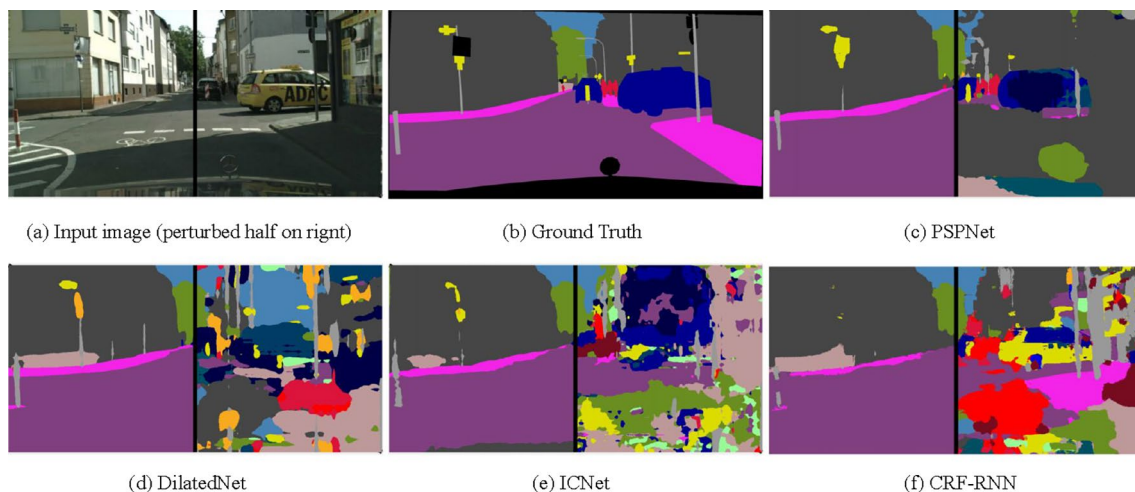 ADAC
(a) Input image (perturbed half on rignt)
(b) Ground Truth
(c) PSPNet
(d) DilatedNet
(e) ICNet
(f) CRF-RNN